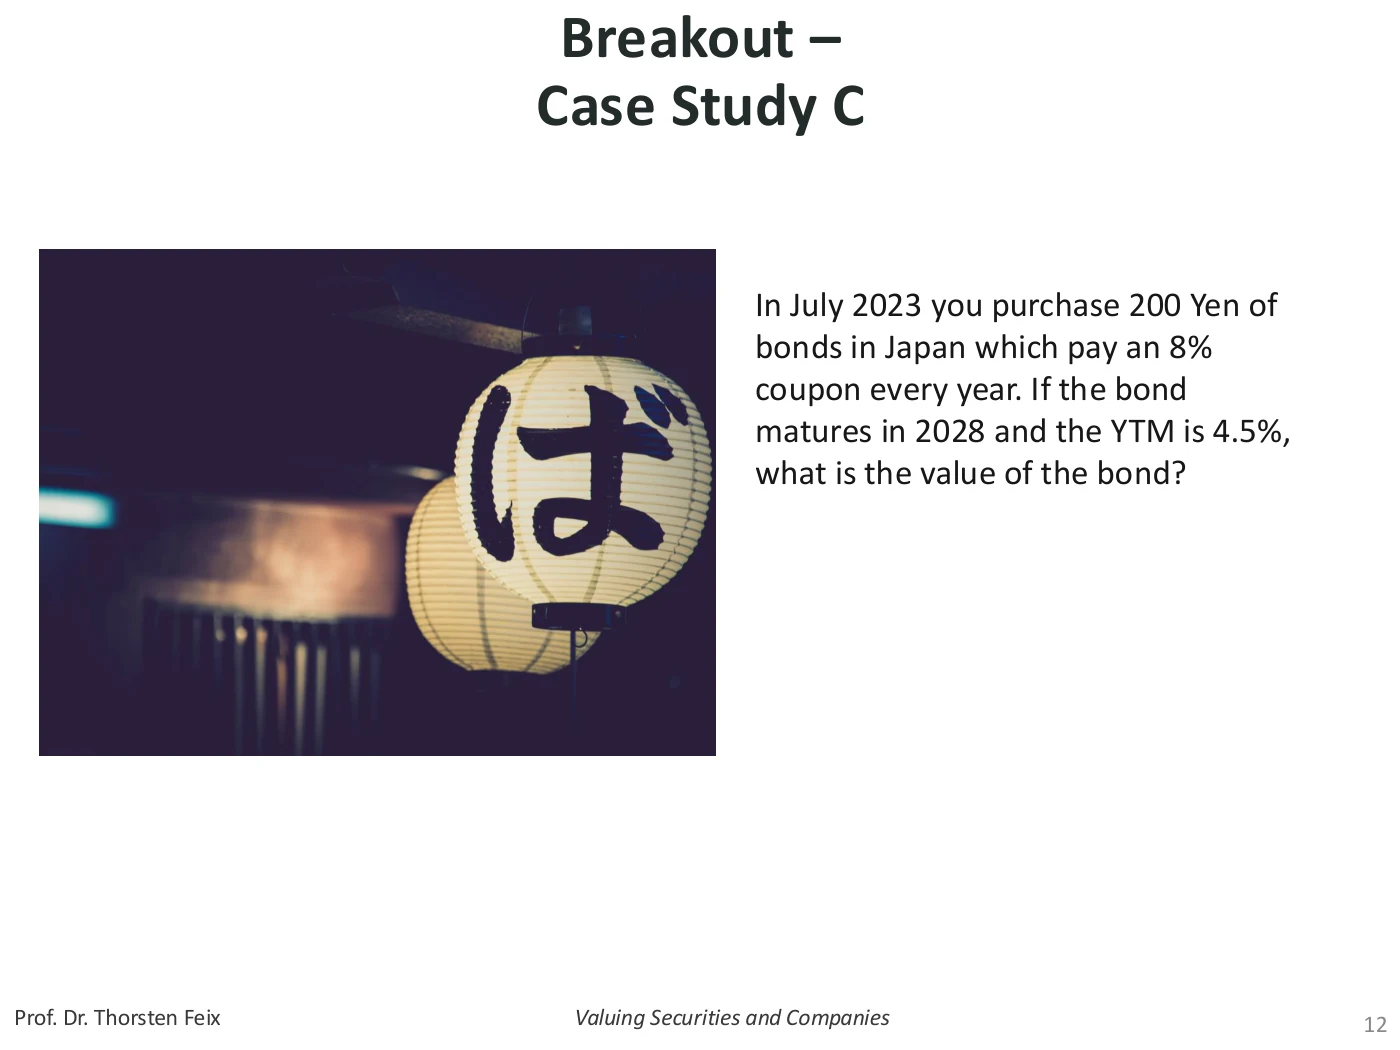 Breakout –
Case Study C
ば
In July 2023 you purchase 200 Yen of
bonds in Japan which pay an 8%
coupon every year. If the bond
matures in 2028 and the YTM is 4.5%,
what is the value of the bond?
Prof. Dr. Thorsten Feix
Valuing Securities and Companies
12